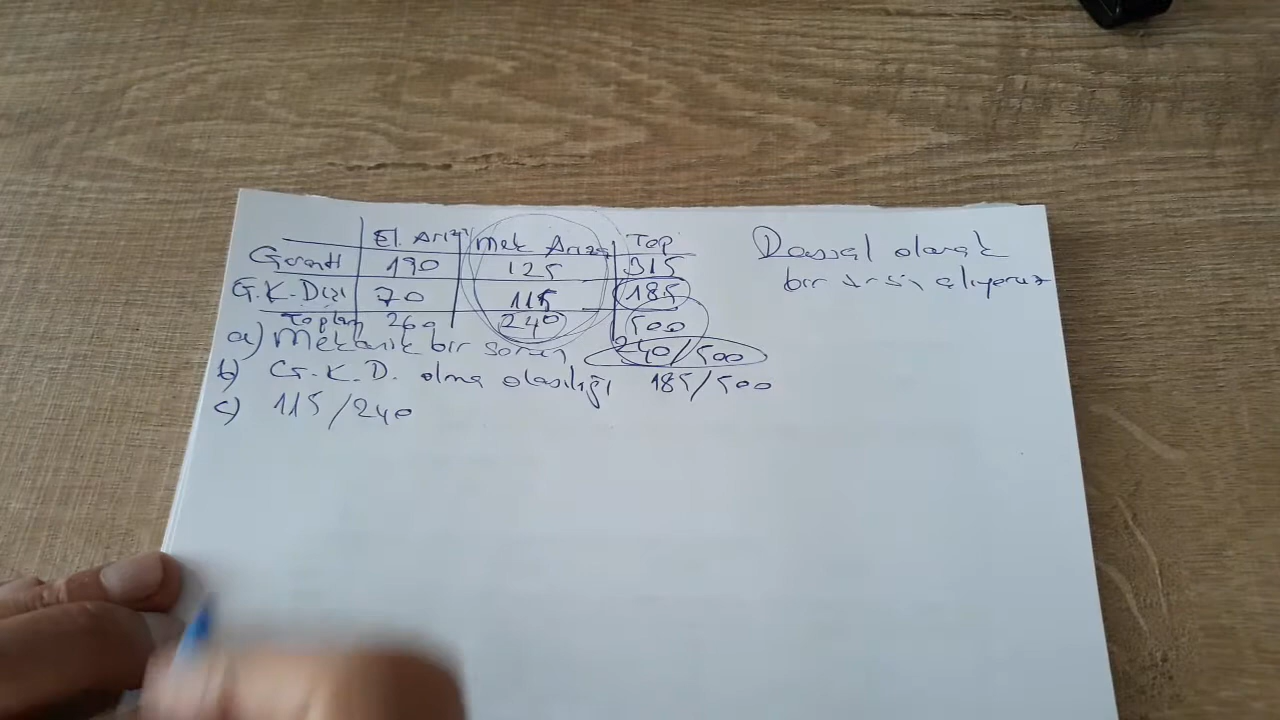 El. Arıza Mek Arıza Top
Garanti 190 125 315
G.K.Dışı 70 115 185
Toplam 260 240 500
a) Mekanik bir sorun 240/500
b) G.K.D. olma olasılığı 185/500
c) 115/240
Rassal olarak
bir ürün alıyoruz